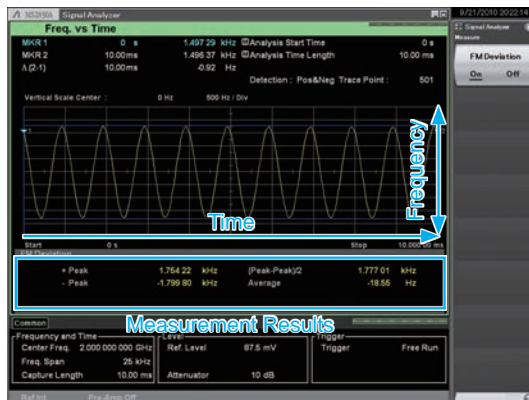 MS2690A Signal Analyzer
9/21/2010 20:22:14
Freq. vs Time
Signal Analyzer
Measure
MKR 1 0 s 1.497 29 kHz Analysis Start Time 0 s
MKR 2 10.00ms 1.496 37 kHz Analysis Time Length 10.00 ms
Δ (2-1) 10.00ms -0.92 Hz
Detection : Pos&Neg Trace Point : 501
FM Deviation
On Off
Vertical Scale Center : 0 Hz 500 Hz / Div
Frequency
Time
Start 0 s Stop 10.000 00 ms
FM Deviation
+ Peak 1.754 22 kHz (Peak-Peak)/2 1.777 01 kHz
- Peak -1.799 80 kHz Average -18.55 Hz
Measurement Results
Common
Frequency and Time Level Trigger
Center Freq. 2.000 000 000 GHz Ref. Level 87.5 mV Trigger Free Run
Freq. Span 25 kHz
Capture Length 10.00 ms Attenuator 10 dB
Ref.Int Pre-Amp Off